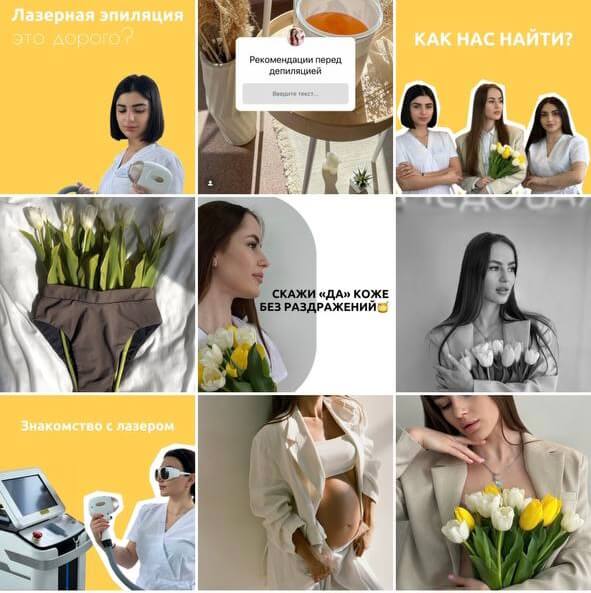 Лазерная эпиляция
это дорого?
Рекомендации перед
депиляцией
Введите текст...
КАК НАС НАЙТИ?
СКАЖИ «ДА» КОЖЕ
БЕЗ РАЗДРАЖЕНИЙ🍯
Знакомство с лазером